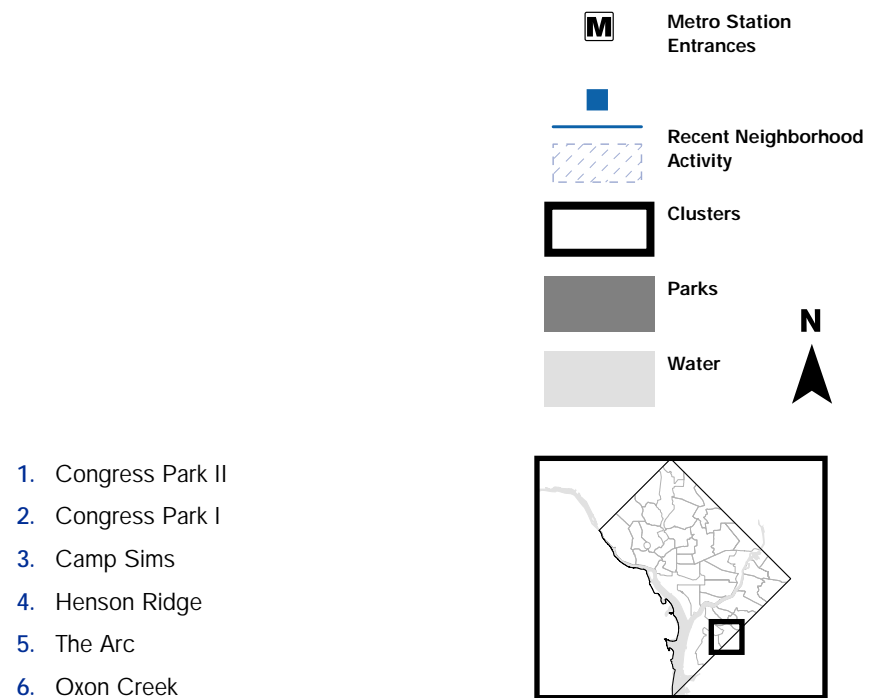 M
Metro Station
Entrances
Recent Neighborhood
Activity
Clusters
Parks
N
Water
1. Congress Park II
2. Congress Park I
3. Camp Sims
4. Henson Ridge
5. The Arc
6. Oxon Creek